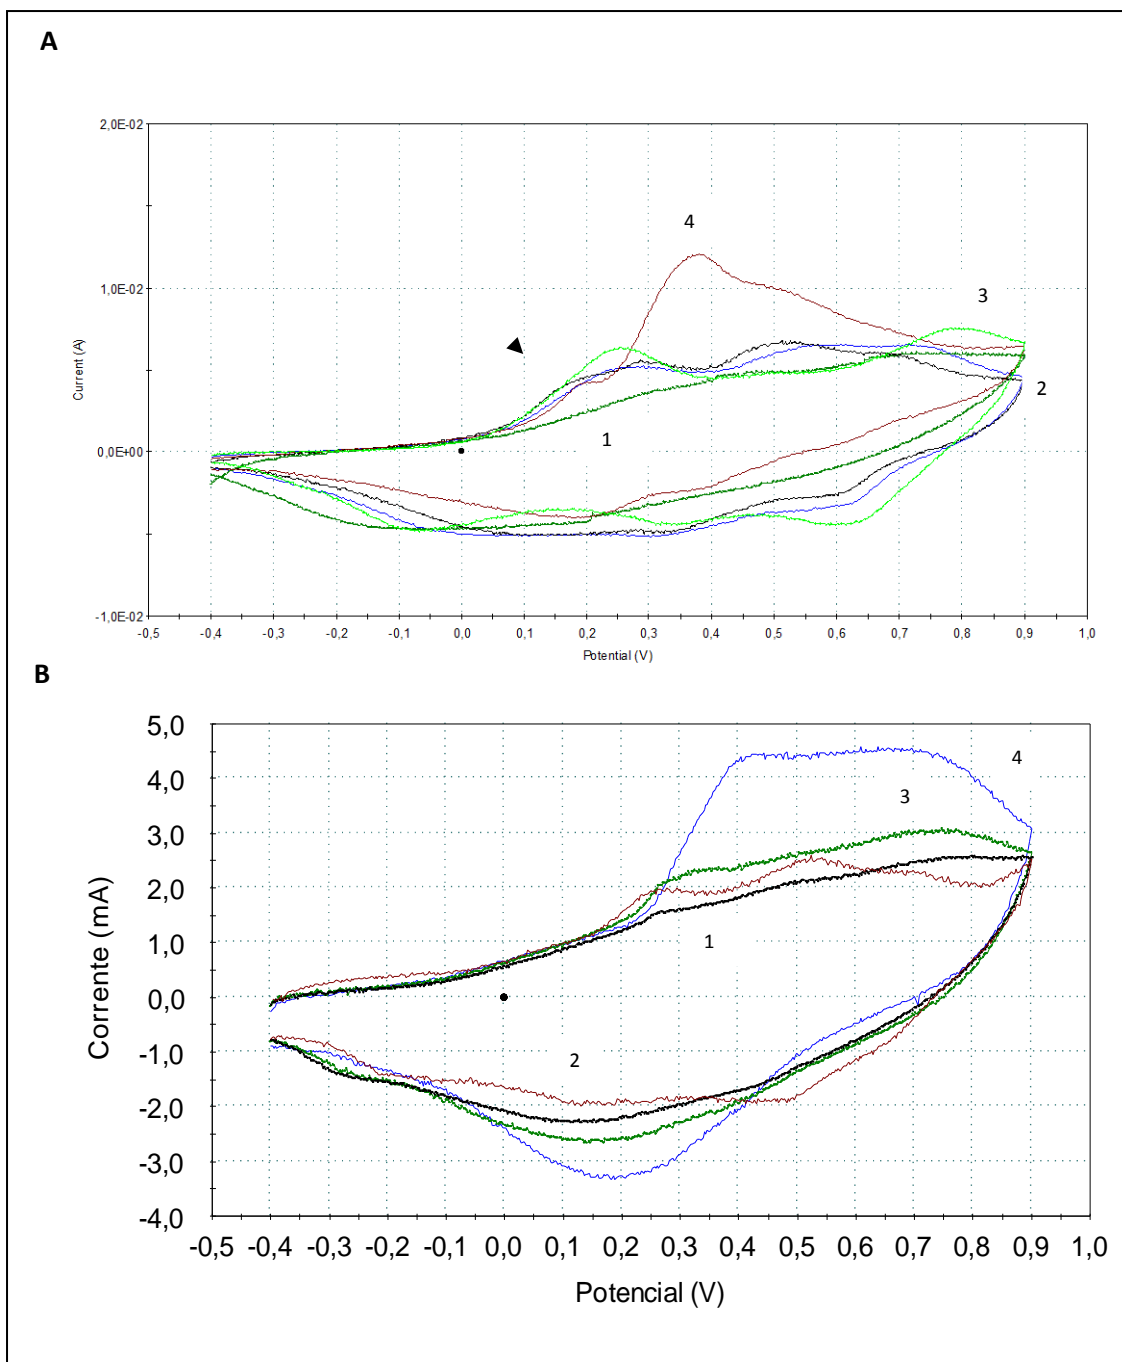 A
2,0E-02
4
1,0E-02
3
Current (A)
2
1
0,0E+00
-1,0E-02
-0,5 -0,4 -0,3 -0,2 -0,1 0,0 0,1 0,2 0,3 0,4 0,5 0,6 0,7 0,8 0,9 1,0
Potential (V)
B
5,0
4
4,0
3
3,0
2,0
1
1,0
Corrente (mA)
0,0
2
-1,0
-2,0
-3,0
-4,0
-0,5 -0,4 -0,3 -0,2 -0,1 0,0 0,1 0,2 0,3 0,4 0,5 0,6 0,7 0,8 0,9 1,0
Potencial (V)